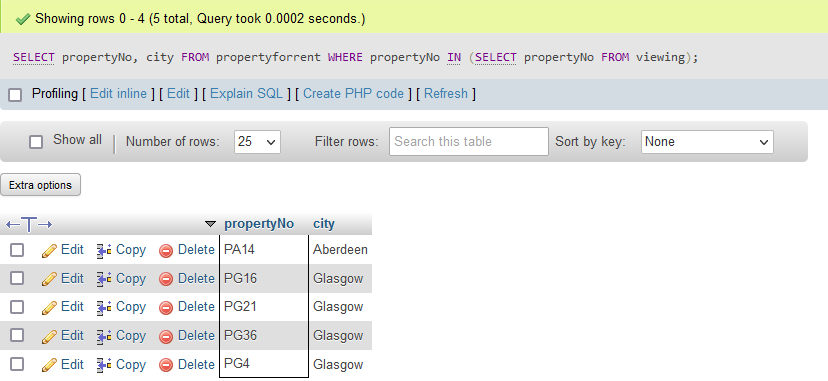 Showing rows 0 - 4 (5 total, Query took 0.0002 seconds.)
SELECT propertyNo, city FROM propertyforrent WHERE propertyNo IN (SELECT propertyNo FROM viewing);
Profiling [ Edit inline ] [ Edit ] [ Explain SQL ] [ Create PHP code ] [ Refresh ]
Show all Number of rows: 25 Filter rows: Search this table Sort by key: None
Extra options
propertyNo city
Edit Copy Delete PA14 Aberdeen
Edit Copy Delete PG16 Glasgow
Edit Copy Delete PG21 Glasgow
Edit Copy Delete PG36 Glasgow
Edit Copy Delete PG4 Glasgow